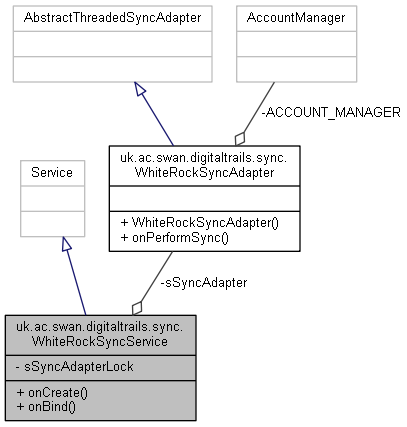 AbstractThreadedSyncAdapter
AccountManager
-ACCOUNT_MANAGER
uk.ac.swan.digitaltrails.sync.
WhiteRockSyncAdapter
+ WhiteRockSyncAdapter()
+ onPerformSync()
Service
-sSyncAdapter
uk.ac.swan.digitaltrails.sync.
WhiteRockSyncService
- sSyncAdapterLock
+ onCreate()
+ onBind()